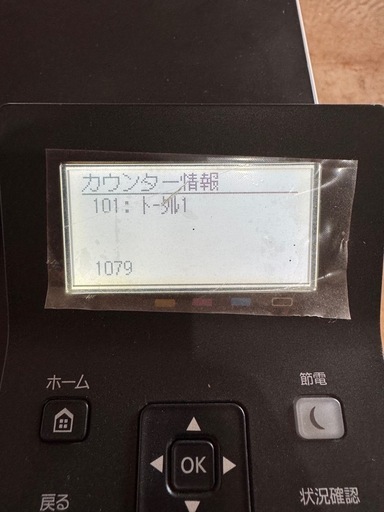 カウンター情報
101: ﾄｰﾀﾙ1
1079
ホーム
節電
OK
戻る
状況確認